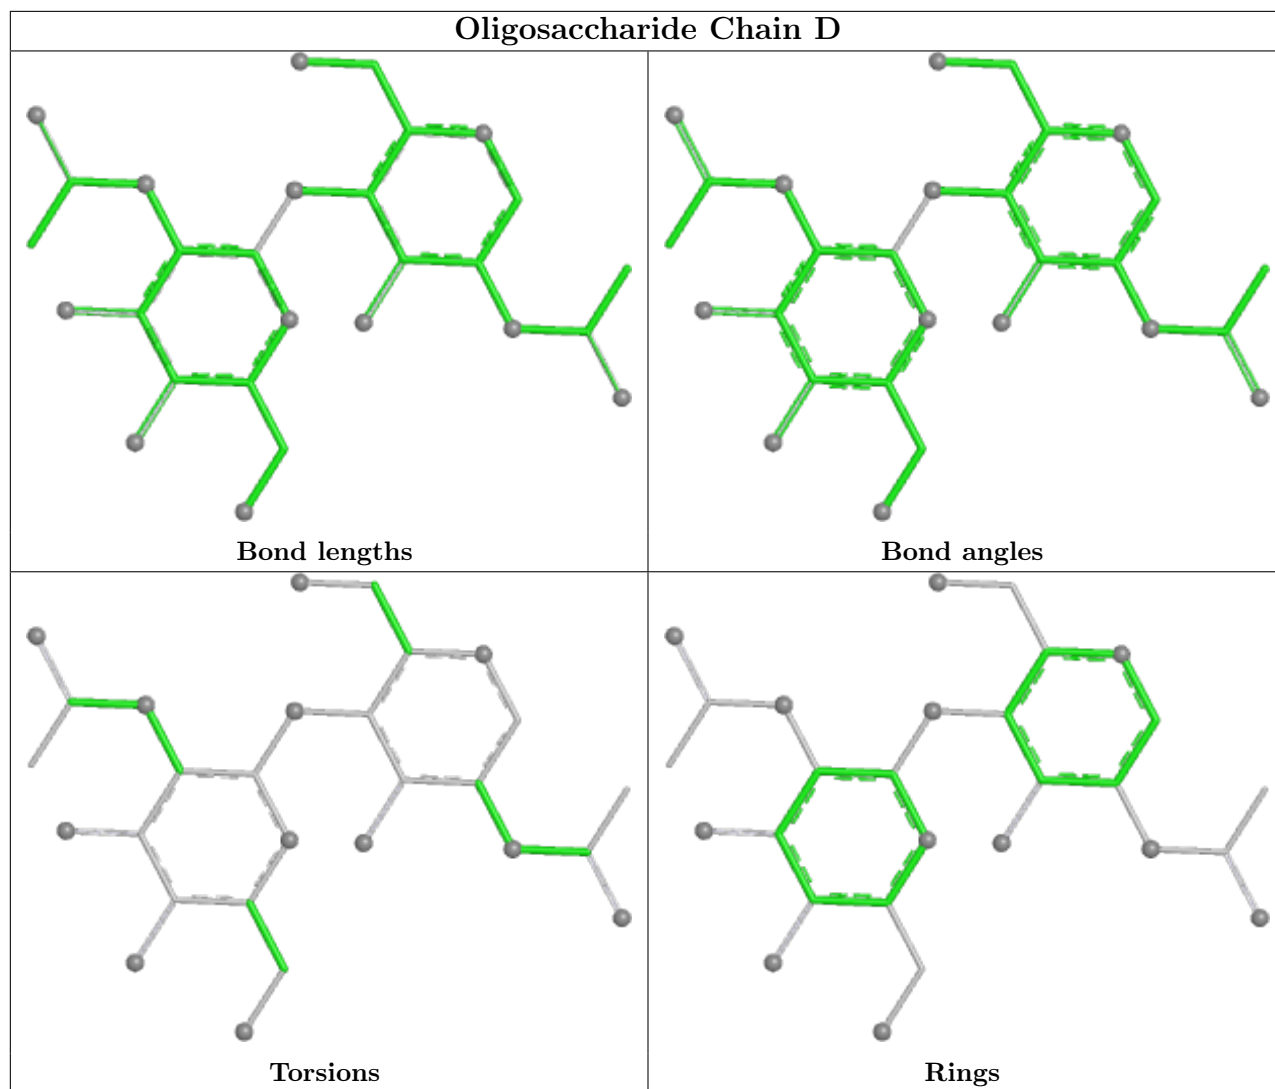 Oligosaccharide Chain D
Bond lengths
Bond angles
Torsions
Rings